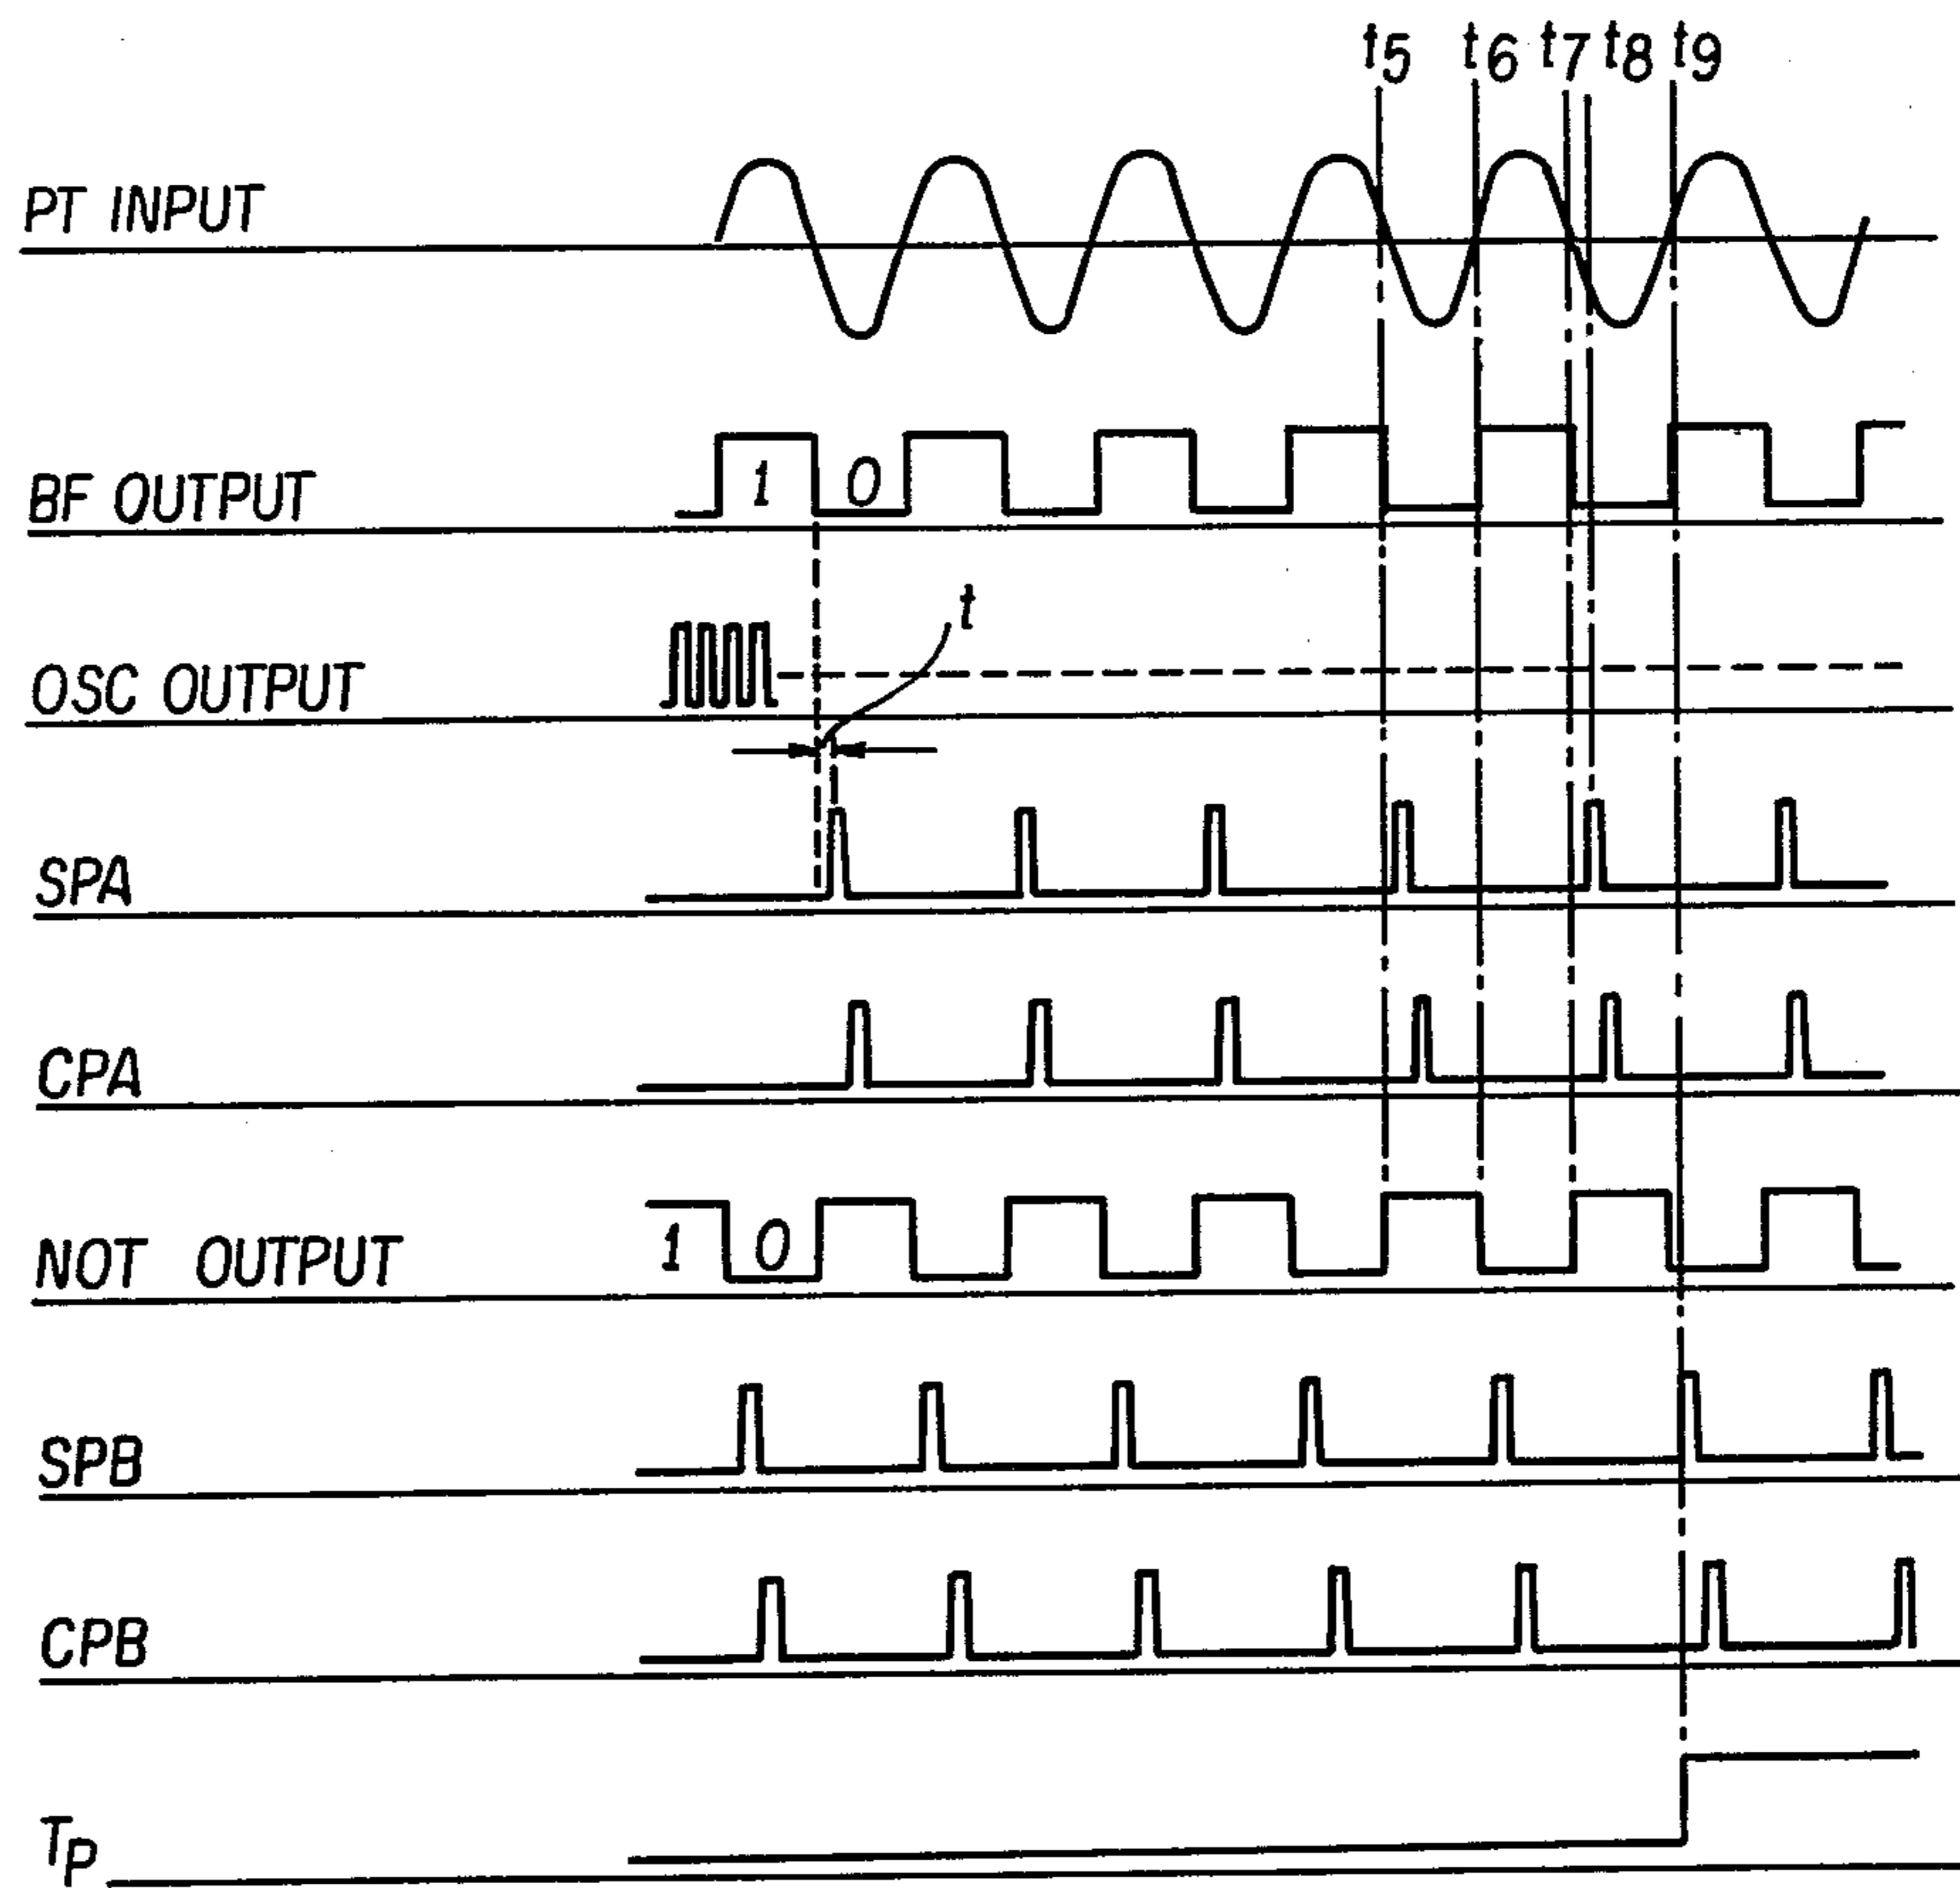 t5 t6 t7 t8 t9
PT INPUT
BF OUTPUT 1 0
t
OSC OUTPUT
SPA
CPA
NOT OUTPUT 1 0
SPB
CPB
TP